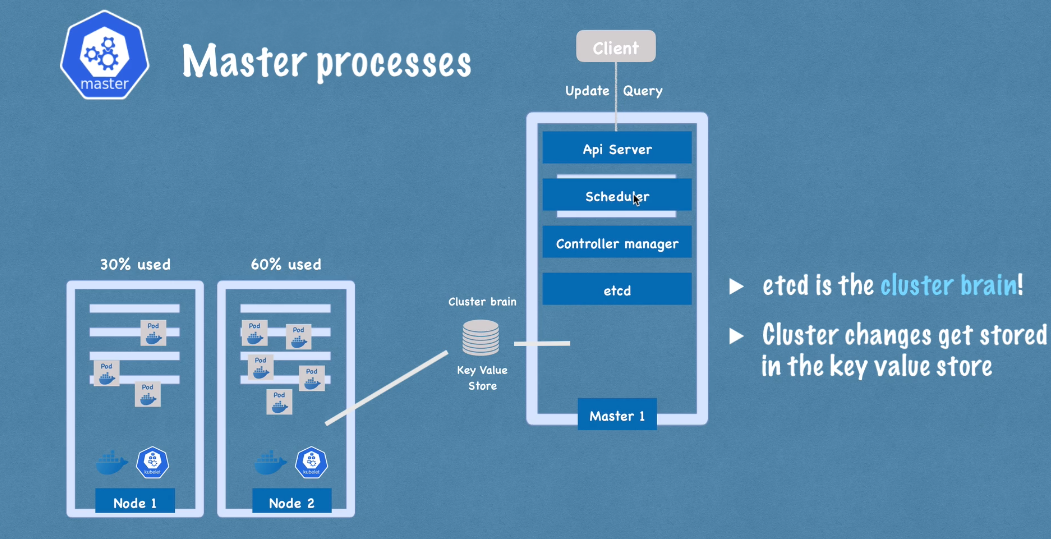 master
Master processes
Client
Update
Query
Api Server
Scheduler
Controller manager
etcd
Master 1
30% used
60% used
Pod
Pod
Pod
Node 1
Pod
Pod
Pod
Pod
Pod
kubelet
Node 2
kubelet
Cluster brain
Key Value
Store
etcd is the cluster brain!
Cluster changes get stored
in the key value store